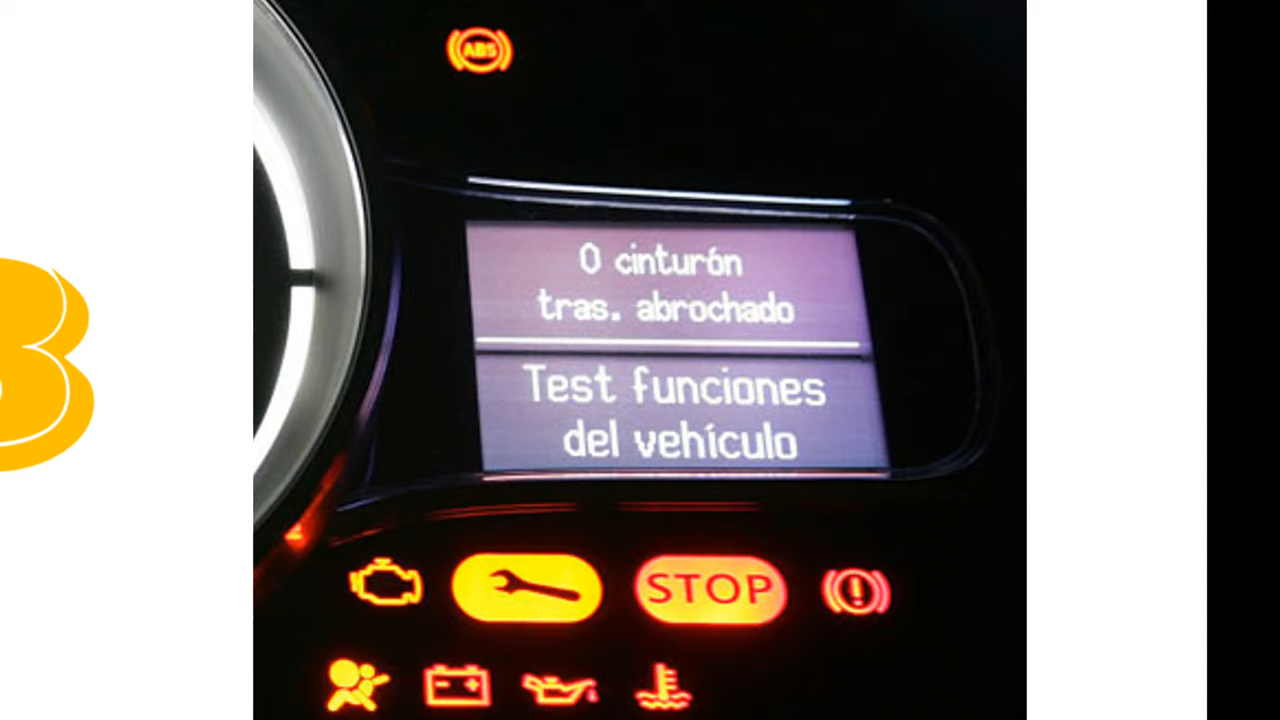 ABS
0 cinturón
tras. abrochado
Test funciones
del vehículo
STOP